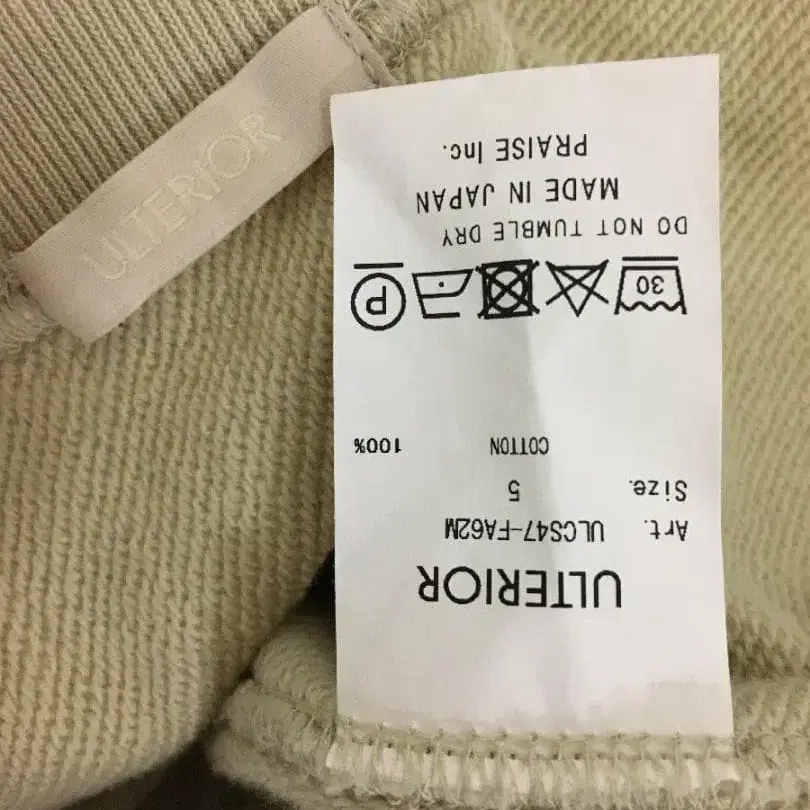 ULTERIOR
ULTERIOR
Art. ULCS47-FA62M
Size. 5
COTTON 100%
30 P
DO NOT TUMBLE DRY
MADE IN JAPAN
PRAISE Inc.